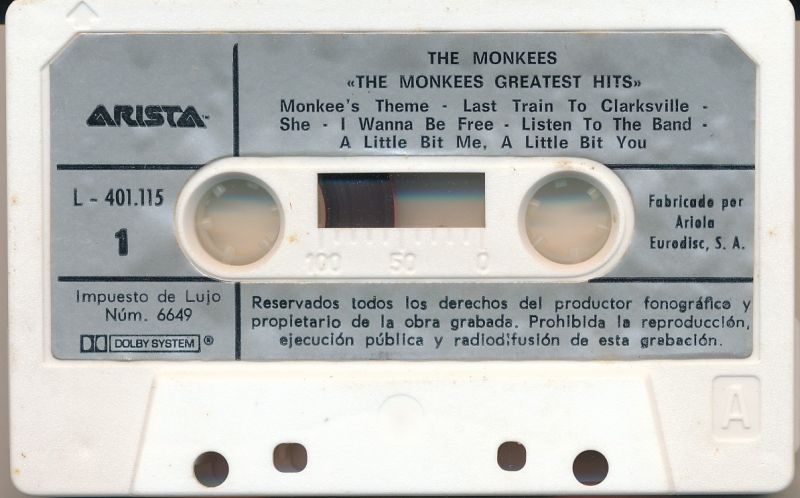 THE MONKEES
«THE MONKEES GREATEST HITS»
Monkee's Theme - Last Train To Clarksville -
She - I Wanna Be Free - Listen To The Band -
A Little Bit Me, A Little Bit You
ARISTA™
L - 401.115
1
Fabricado por
Ariola
Eurodisc, S. A.
100 50 0
Impuesto de Lujo
Núm. 6649
DOLBY SYSTEM ®
Reservados todos los derechos del productor fonográfico y
propietario de la obra grabada. Prohibida la reproducción,
ejecución pública y radiodifusión de esta grabación.
A